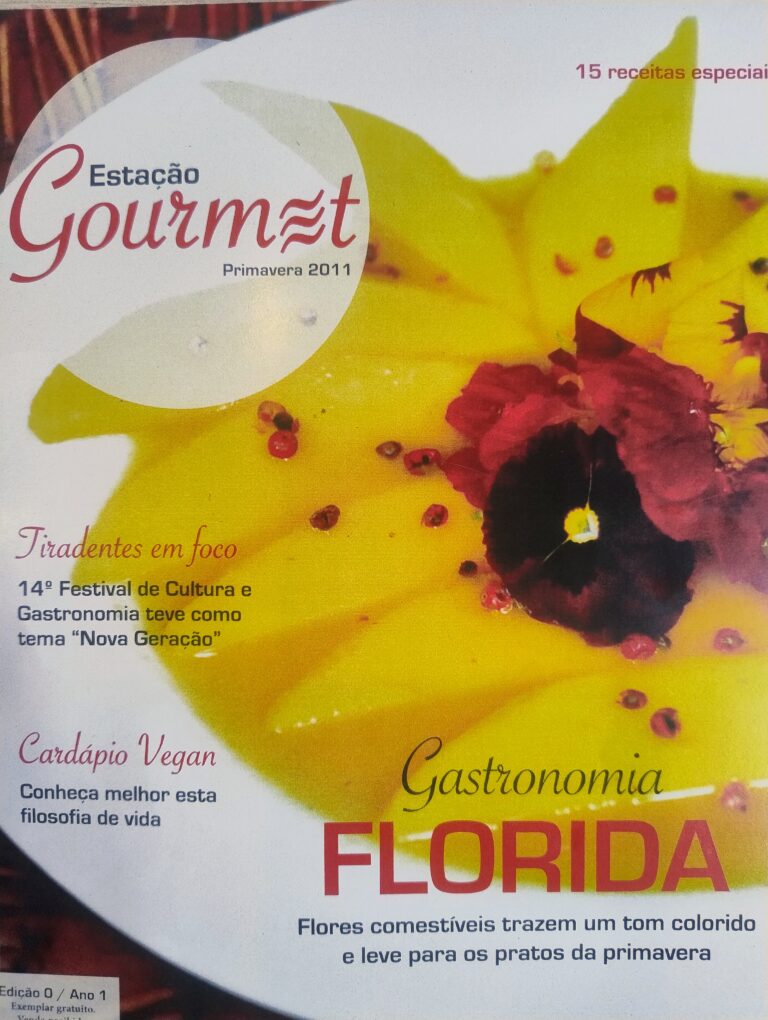 15 receitas especiai
Estação
Gourmet
Primavera 2011
Tiradentes em foco
14º Festival de Cultura e
Gastronomia teve como
tema “Nova Geração”
Cardápio Vegan
Conheça melhor esta
filosofia de vida
Gastronomia
FLORIDA
Flores comestíveis trazem um tom colorido
e leve para os pratos da primavera
Edição 0 / Ano 1
Exemplar gratuito.